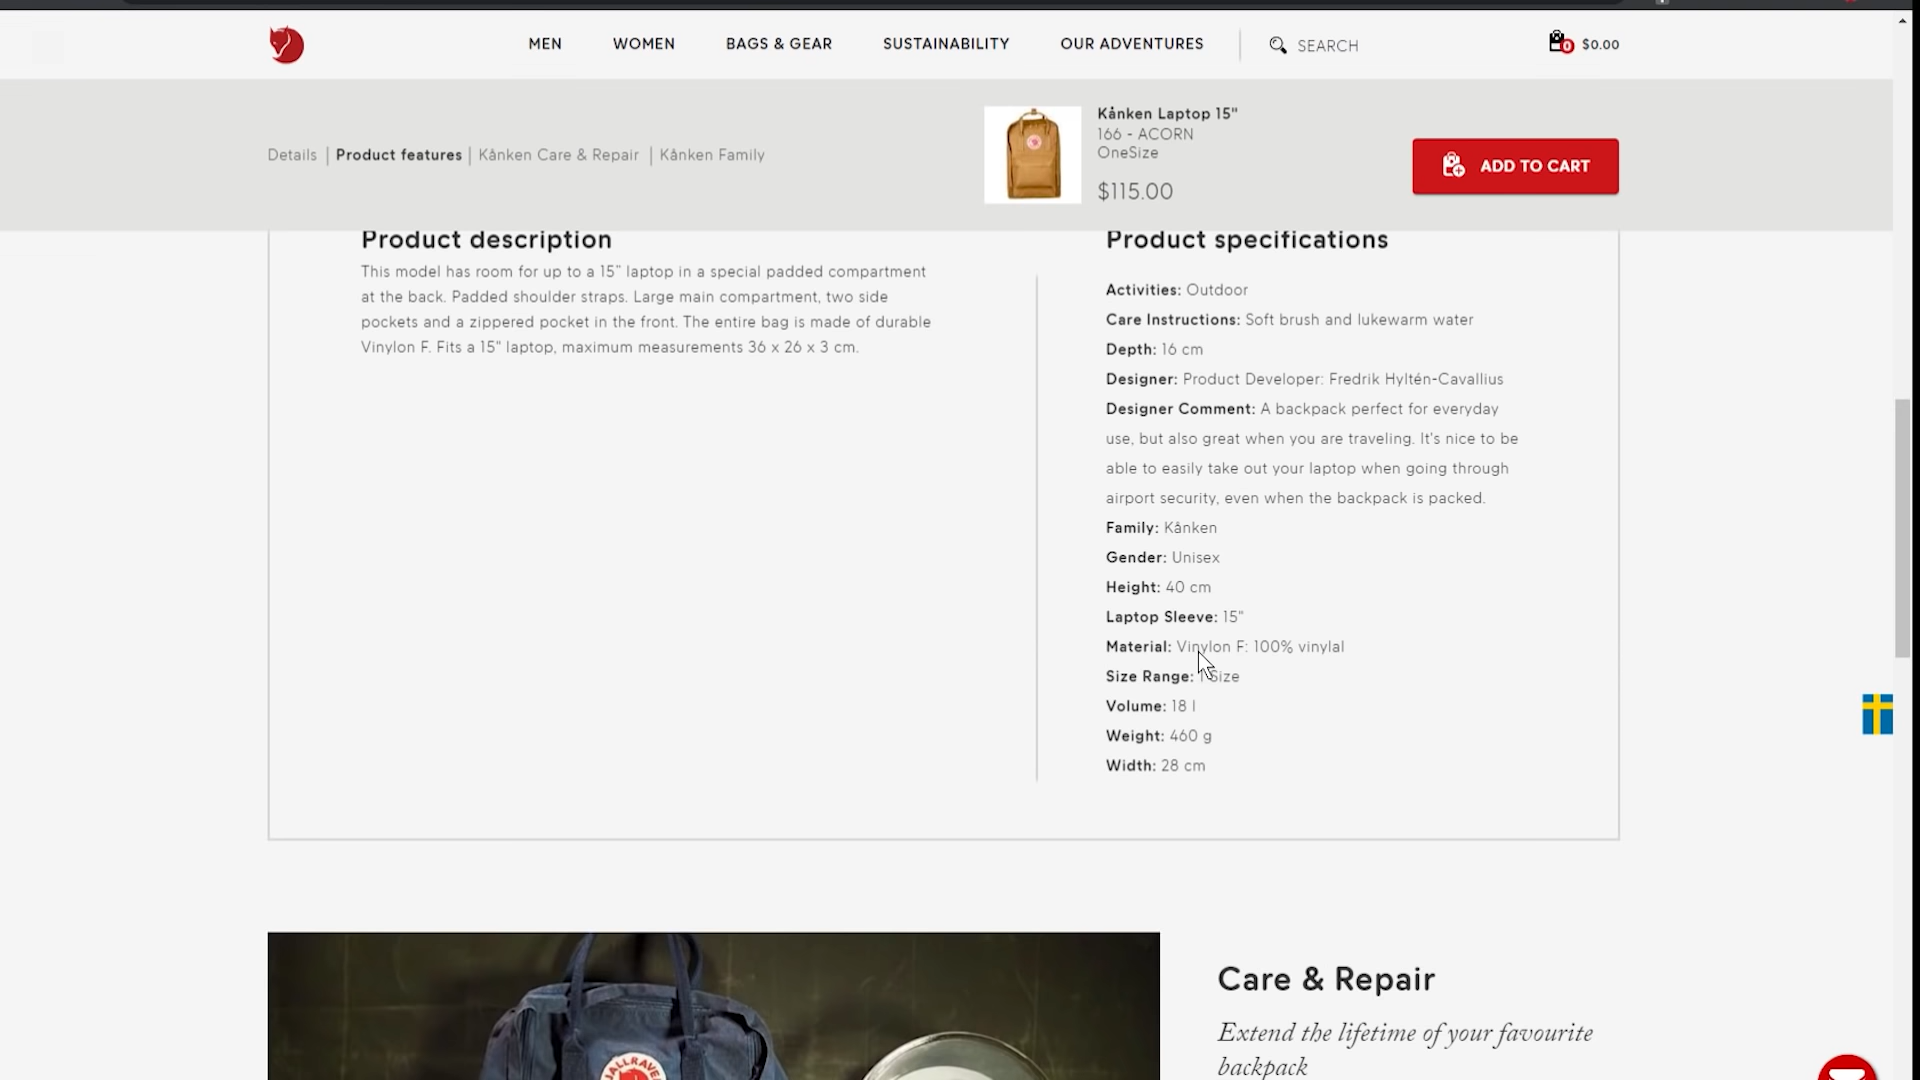 MEN WOMEN BAGS & GEAR SUSTAINABILITY OUR ADVENTURES SEARCH 0 $0.00
Details | Product features | Kånken Care & Repair | Kånken Family
Kånken Laptop 15"
166 - ACORN
OneSize
$115.00
ADD TO CART
Product description
This model has room for up to a 15" laptop in a special padded compartment
at the back. Padded shoulder straps. Large main compartment, two side
pockets and a zippered pocket in the front. The entire bag is made of durable
Vinylon F. Fits a 15" laptop, maximum measurements 36 x 26 x 3 cm.
Product specifications
Activities: Outdoor
Care Instructions: Soft brush and lukewarm water
Depth: 16 cm
Designer: Product Developer: Fredrik Hyltén-Cavallius
Designer Comment: A backpack perfect for everyday
use, but also great when you are traveling. It's nice to be
able to easily take out your laptop when going through
airport security, even when the backpack is packed.
Family: Kånken
Gender: Unisex
Height: 40 cm
Laptop Sleeve: 15"
Material: Vinylon F: 100% vinylal
Size Range: 1 Size
Volume: 18 l
Weight: 460 g
Width: 28 cm
Care & Repair
Extend the lifetime of your favourite
backpack